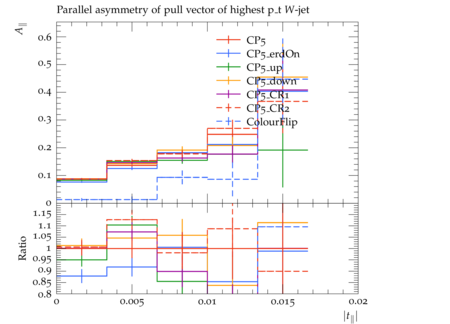 Parallel asymmetry of pull vector of highest p_t W-jet
A∥
0.6
0.5
0.4
0.3
0.2
0.1
0
CP5
CP5_erdOn
CP5_up
CP5_down
CP5_CR1
CP5_CR2
ColourFlip
Ratio
1.15
1.1
1.05
1
0.95
0.9
0.85
0.8
0
0.005
0.01
0.015
0.02
|t∥|